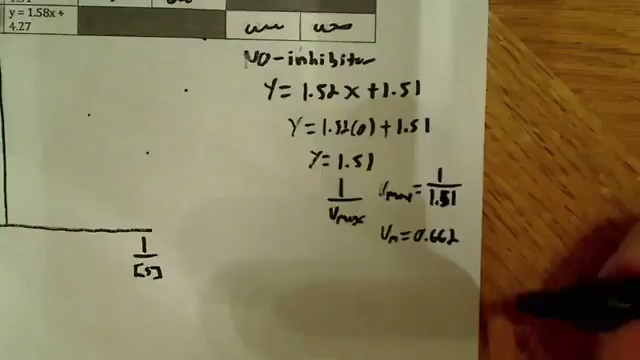 y = 1.58x +
4.27
NO-inhibitor
Y = 1.52x + 1.51
Y = 1.52(0) + 1.51
Y = 1.51
1
Vmax
Vmax = 1/1.51
Vm = 0.662
1
[S]